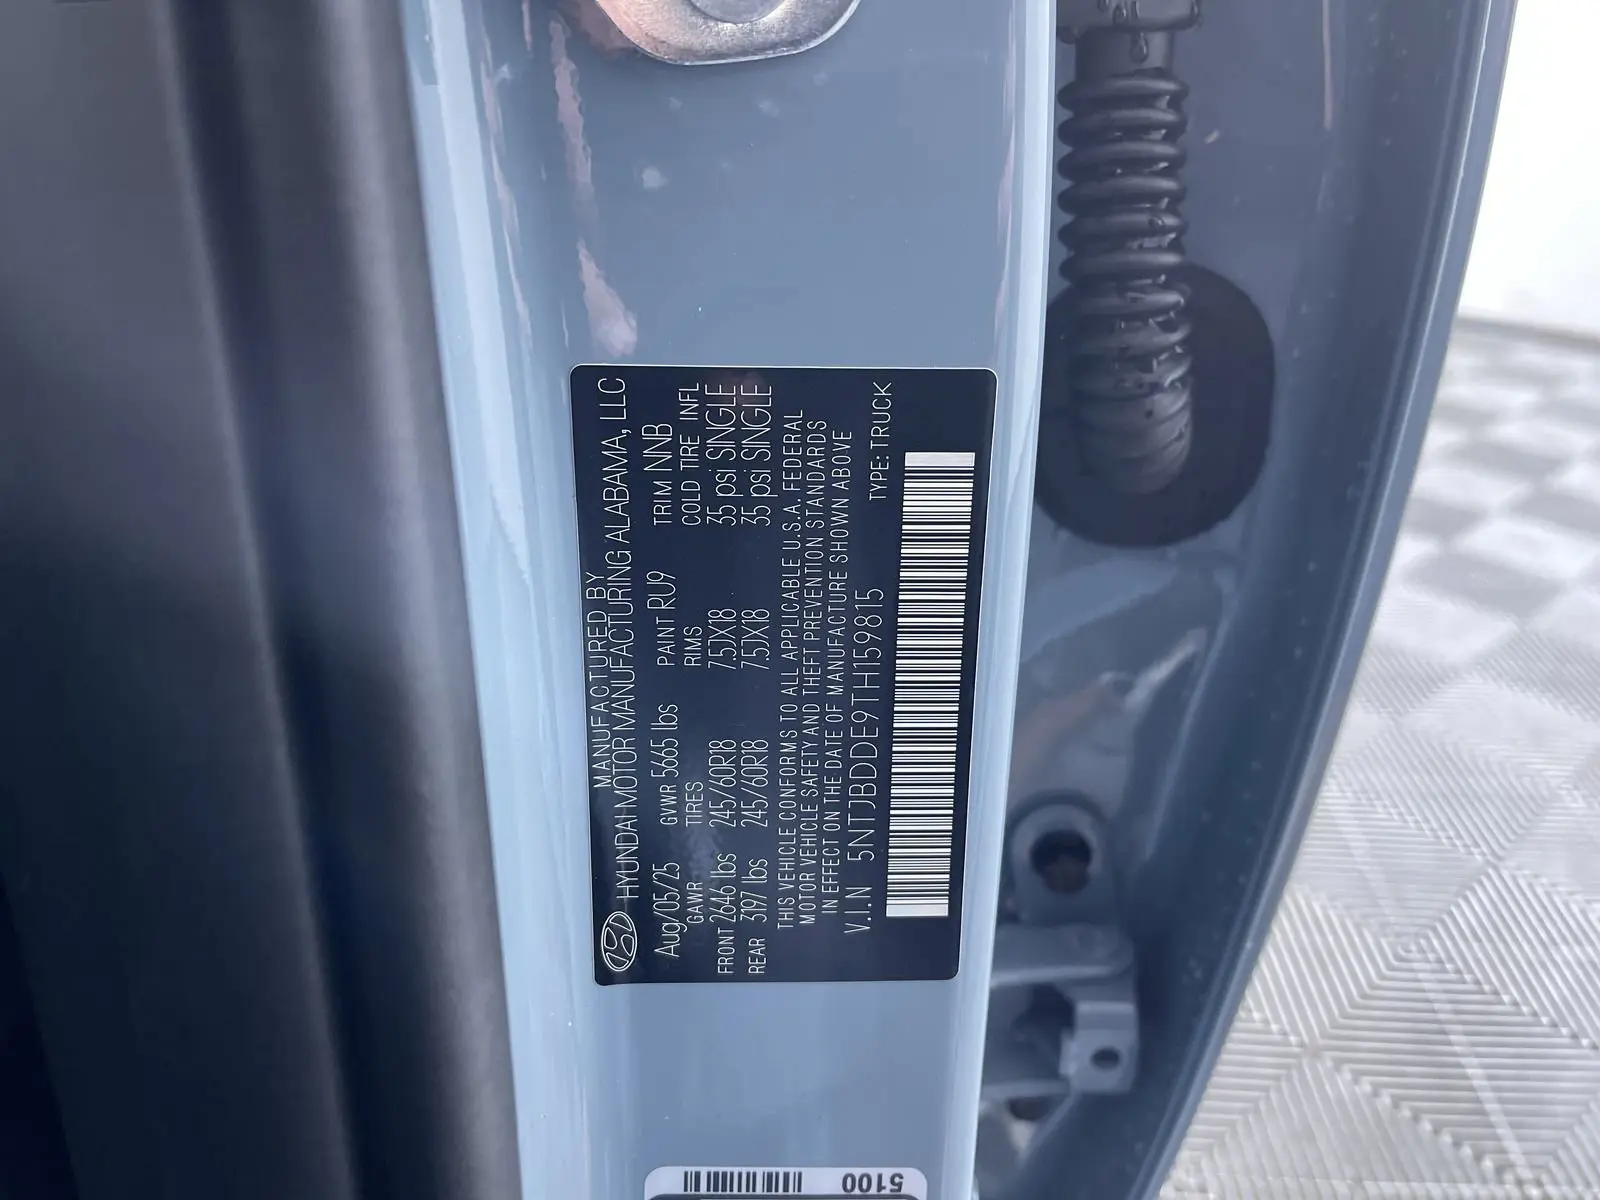 MANUFACTURED BY
HYUNDAI MOTOR MANUFACTURING ALABAMA, LLC
Aug/05/25 GVWR 5665 lbs PAINT RU9 TRIM NNB
GAWR TIRES RIMS COLD TIRE INFL
FRONT 2646 lbs 245/60R18 7.5JX18 35 psi SINGLE
REAR 3197 lbs 245/60R18 7.5JX18 35 psi SINGLE
THIS VEHICLE CONFORMS TO ALL APPLICABLE U.S.A. FEDERAL
MOTOR VEHICLE SAFETY AND THEFT PREVENTION STANDARDS
IN EFFECT ON THE DATE OF MANUFACTURE SHOWN ABOVE
V.I.N 5NTJBDDE9TH159815 TYPE: TRUCK
5100